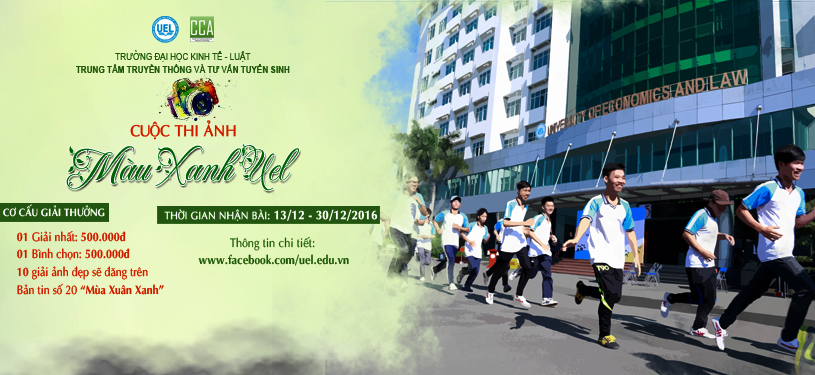 UEL
CCA
TRƯỜNG ĐẠI HỌC KINH TẾ - LUẬT
TRUNG TÂM TRUYỀN THÔNG VÀ TƯ VẤN TUYỂN SINH
CUỘC THI ẢNH
Màu Xanh Uel
CƠ CẤU GIẢI THƯỞNG
01 Giải nhất: 500.000đ
01 Bình chọn: 500.000đ
10 giải ảnh đẹp sẽ đăng trên
Bản tin số 20 “Mùa Xuân Xanh”
THỜI GIAN NHẬN BÀI: 13/12 - 30/12/2016
Thông tin chi tiết:
www.facebook.com/uel.edu.vn
UNIVERSITY OF ECONOMICS AND LAW